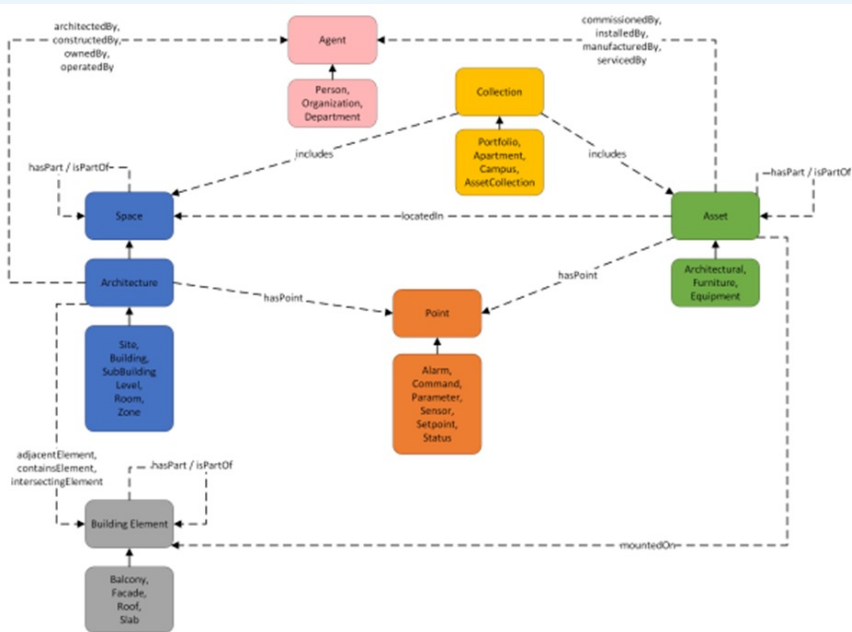 architectedBy,
constructedBy,
ownedBy,
operatedBy
Agent
commissionedBy,
installedBy,
manufacturedBy,
servicedBy
Person,
Organization,
Department
Collection
Portfolio,
Apartment,
Campus,
AssetCollection
includes
includes
hasPart / isPartOf
hasPart / isPartOf
Space
locatedIn
Asset
Architecture
hasPoint
hasPoint
Architectural,
Furniture,
Equipment
Point
Site,
Building,
SubBuilding
Level,
Room,
Zone
Alarm,
Command,
Parameter,
Sensor,
Setpoint,
Status
adjacentElement,
containsElement,
intersectingElement
hasPart / isPartOf
Building Element
mountedOn
Balcony,
Facade,
Roof,
Slab